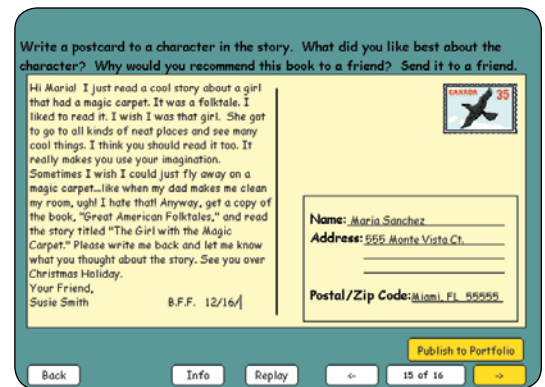 Write a postcard to a character in the story. What did you like best about the
character? Why would you recommend this book to a friend? Send it to a friend.
Hi Maria! I just read a cool story about a girl
that had a magic carpet. It was a folktale. I
liked to read it. I wish I was that girl. She got
to go to all kinds of neat places and see many
cool things. I think you should read it too. It
really makes you use your imagination.
Sometimes I wish I could just fly away on a
magic carpet...like when my dad makes me clean
my room, ugh! I hate that! Anyway, get a copy of
the book, "Great American Folktales," and read
the story titled "The Girl with the Magic
Carpet." Please write me back and let me know
what you thought about the story. See you over
Christmas Holiday.
Your Friend,
Susie Smith B.F.F. 12/16/
CANADA 35
Name: Maria Sanchez
Address: 555 Monte Vista Ct.
Postal/Zip Code: Miami, FL 55555
Publish to Portfolio
Back Info Replay <- 15 of 16 ->